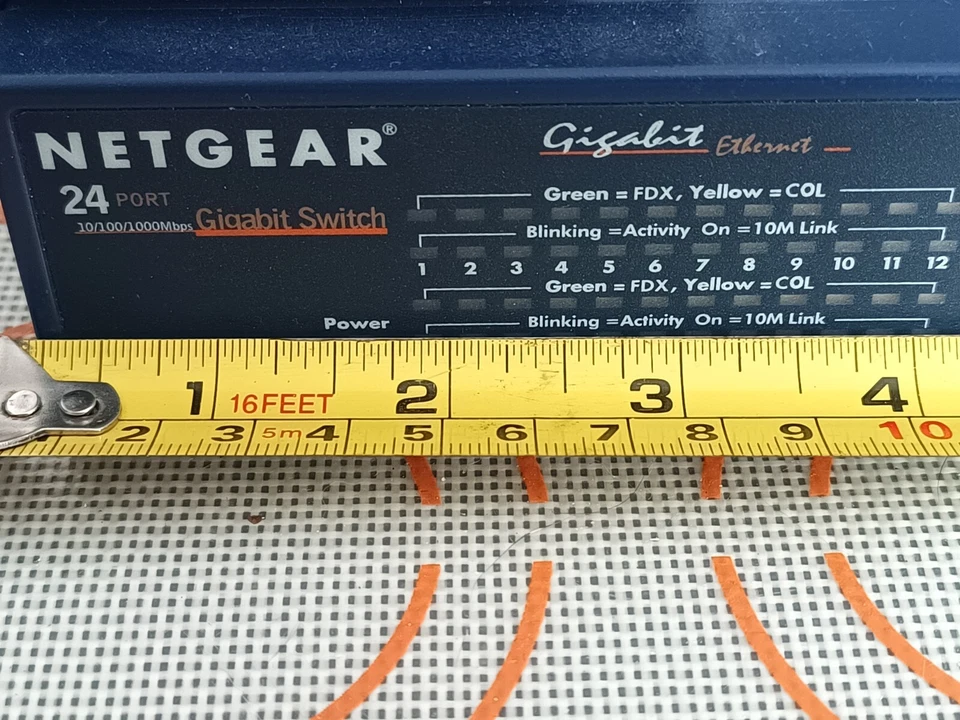 NETGEAR®
Gigabit Ethernet
24 PORT
10/100/1000Mbps Gigabit Switch
Green = FDX, Yellow = COL
Blinking =Activity On =10M Link
1 2 3 4 5 6 7 8 9 10 11 12
Green = FDX, Yellow = COL
Power
Blinking =Activity On =10M Link
1 16FEET 2 3 4
2 3 5m 4 5 6 7 8 9 10